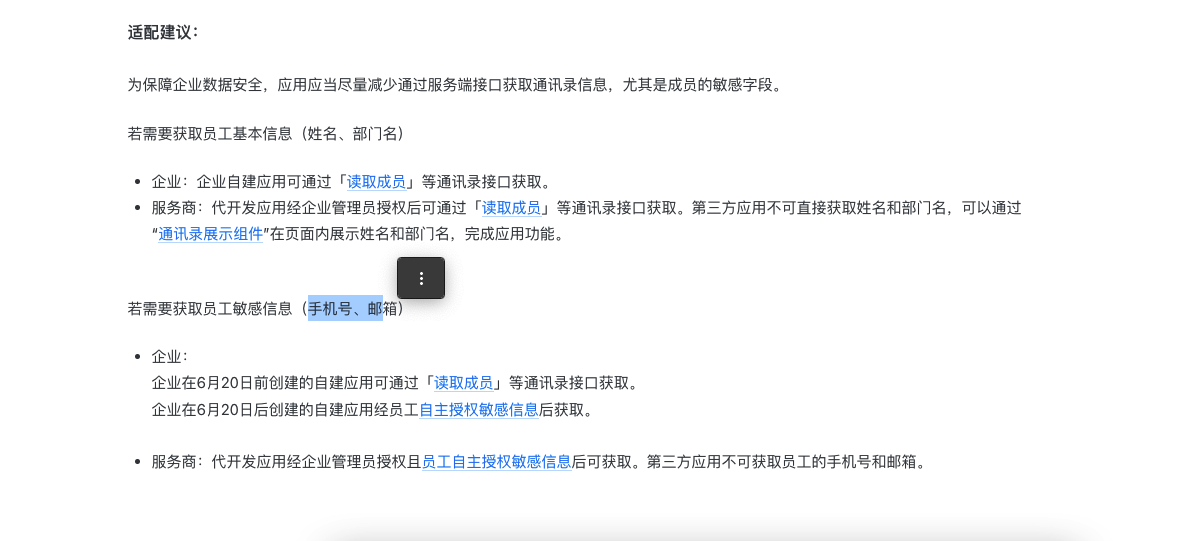 适配建议：
为保障企业数据安全，应用应当尽量减少通过服务端接口获取通讯录信息，尤其是成员的敏感字段。
若需要获取员工基本信息（姓名、部门名）
企业：企业自建应用可通过「读取成员」等通讯录接口获取。
服务商：代开发应用经企业管理员授权后可通过「读取成员」等通讯录接口获取。第三方应用不可直接获取姓名和部门名，可以通过
“通讯录展示组件”在页面内展示姓名和部门名，完成应用功能。
若需要获取员工敏感信息（手机号、邮箱）
企业：
企业在6月20日前创建的自建应用可通过「读取成员」等通讯录接口获取。
企业在6月20日后创建的自建应用经员工自主授权敏感信息后获取。
服务商：代开发应用经企业管理员授权且员工自主授权敏感信息后可获取。第三方应用不可获取员工的手机号和邮箱。